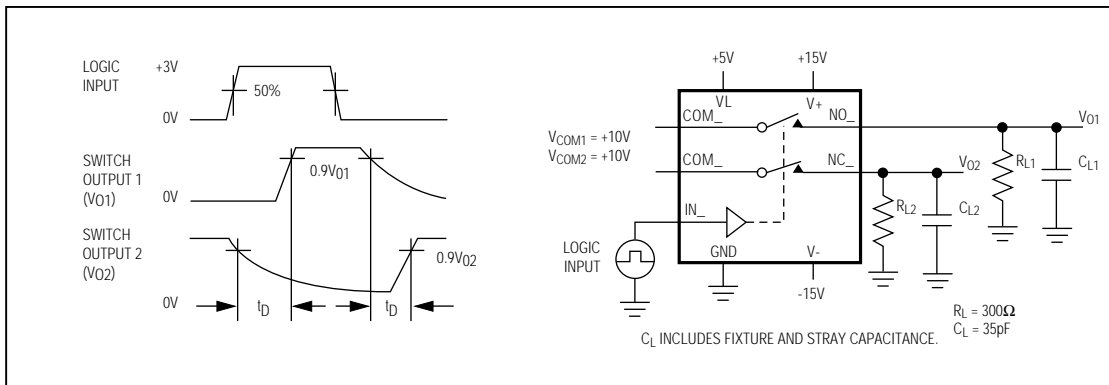 LOGIC
INPUT
+3V
50%
0V
SWITCH
OUTPUT 1
(VO1)
0.9V01
0V
SWITCH
OUTPUT 2
(VO2)
0.9V02
0V
tD
tD
+5V
+15V
VL
V+
COM_
NO_
VO1
VCOM1 = +10V
VCOM2 = +10V
COM_
NC_
VO2
RL1
CL1
RL2
CL2
IN_
LOGIC
INPUT
GND
V-
-15V
RL = 300Ω
CL = 35pF
CL INCLUDES FIXTURE AND STRAY CAPACITANCE.